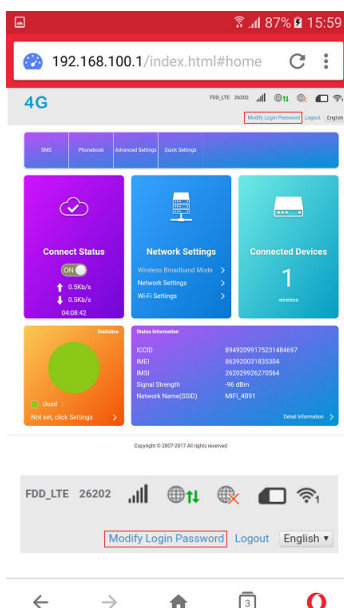 87% 15:59
192.168.100.1/index.html#home
4G
FDD_LTE 26202
Modify Login Password Logout English
SMS Phonebook Advanced Settings Quick Settings
Connect Status
ON
0.5Kb/s
0.5Kb/s
04:08:42
Network Settings
Wireless Broadband Mode >
Network Settings >
Wi-Fi Settings >
Connected Devices
1
wireless
Statistics
Used :
Not set, click Settings >
Status Information
ICCID 89492099175231484697
IMEI 863920031835304
IMSI 262029926270564
Signal Strength -96 dBm
Network Name(SSID) MIFI_4B91
Detail Information >
Copyright © 2007-2017 All rights reserved
FDD_LTE 26202 1
Modify Login Password Logout English ▾
3